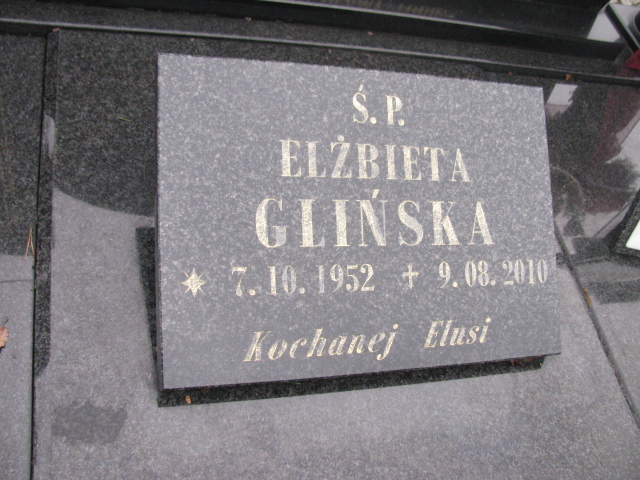 Ś. P.
ELŻBIETA
GLIŃSKA
* 7. 10. 1952 + 9. 08. 2010
Kochanej Elusi